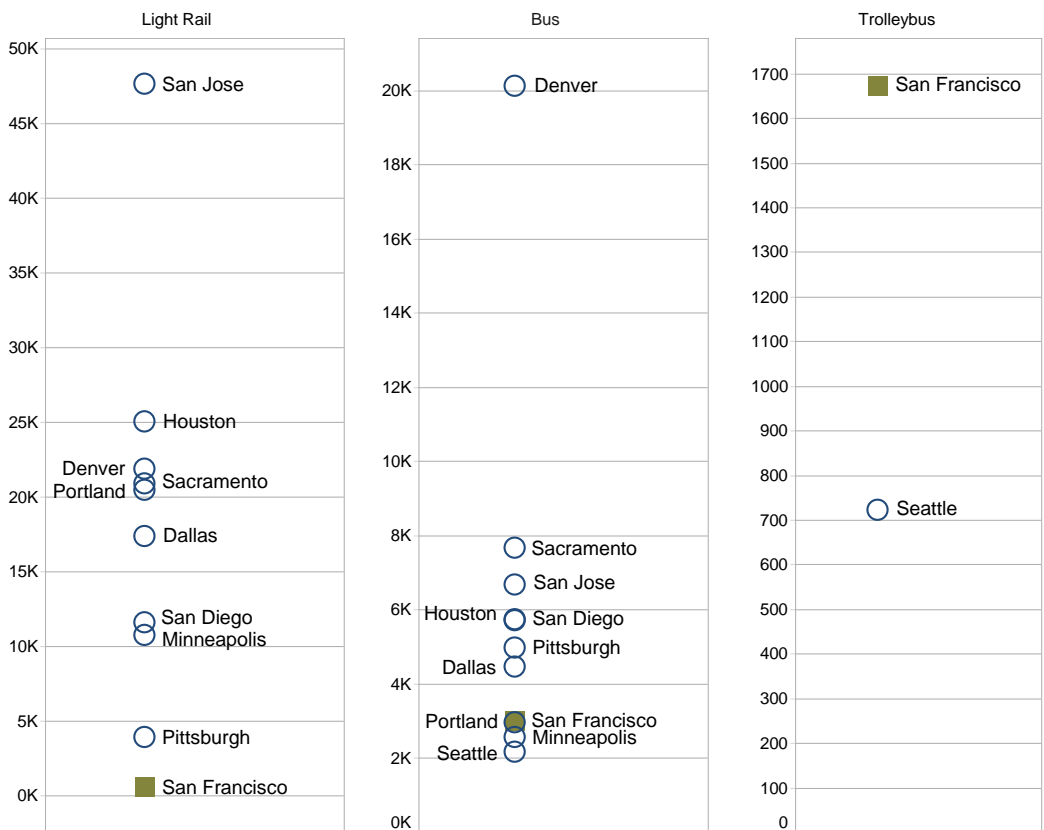 Light Rail
50K
San Jose
45K
40K
35K
30K
25K
Houston
Denver
Sacramento
Portland
20K
Dallas
15K
San Diego
Minneapolis
10K
5K
Pittsburgh
San Francisco
0K
Bus
20K
Denver
18K
16K
14K
12K
10K
8K
Sacramento
San Jose
6K
Houston
San Diego
Pittsburgh
Dallas
4K
Portland
San Francisco
Minneapolis
Seattle
2K
0K
Trolleybus
1700
San Francisco
1600
1500
1400
1300
1200
1100
1000
900
800
Seattle
700
600
500
400
300
200
100
0